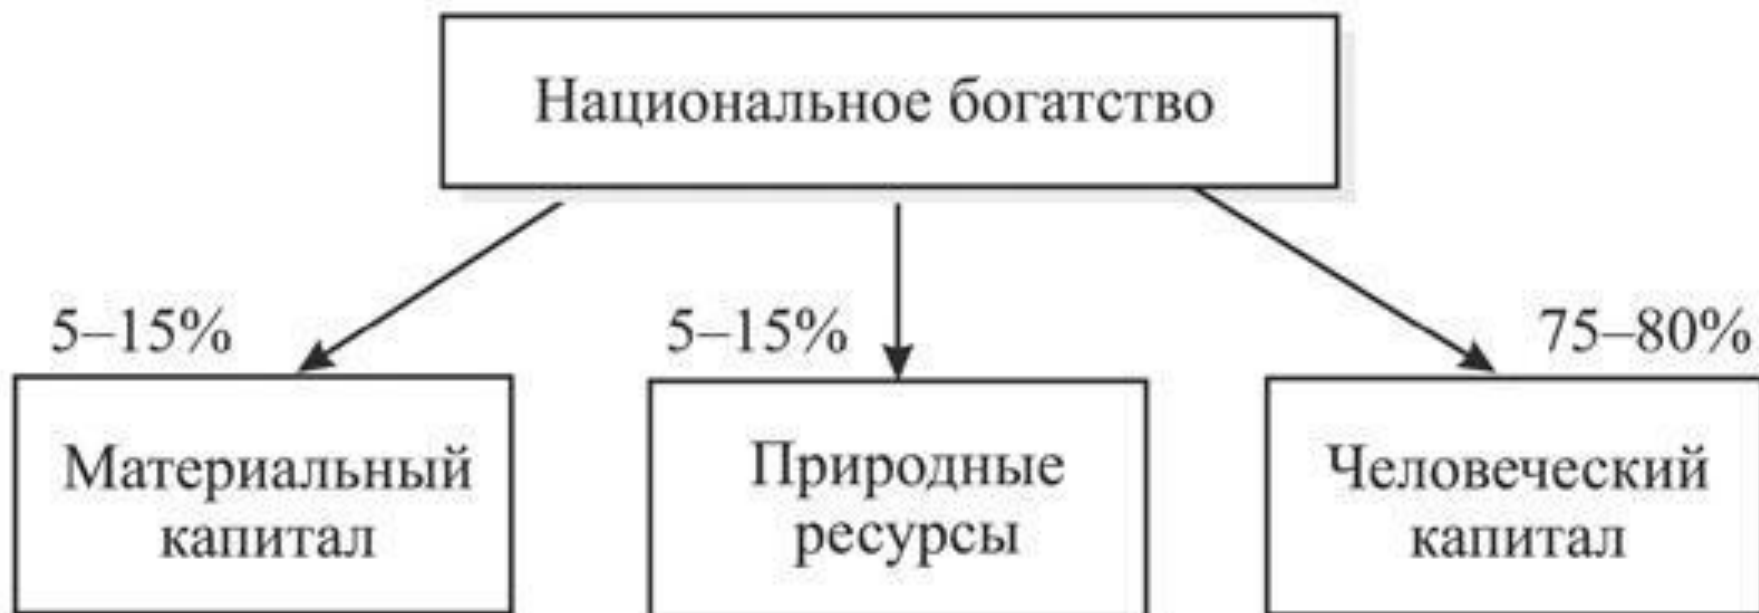 Национальное богатство
5–15%
5–15%
75–80%
Материальный
капитал
Природные
ресурсы
Человеческий
капитал